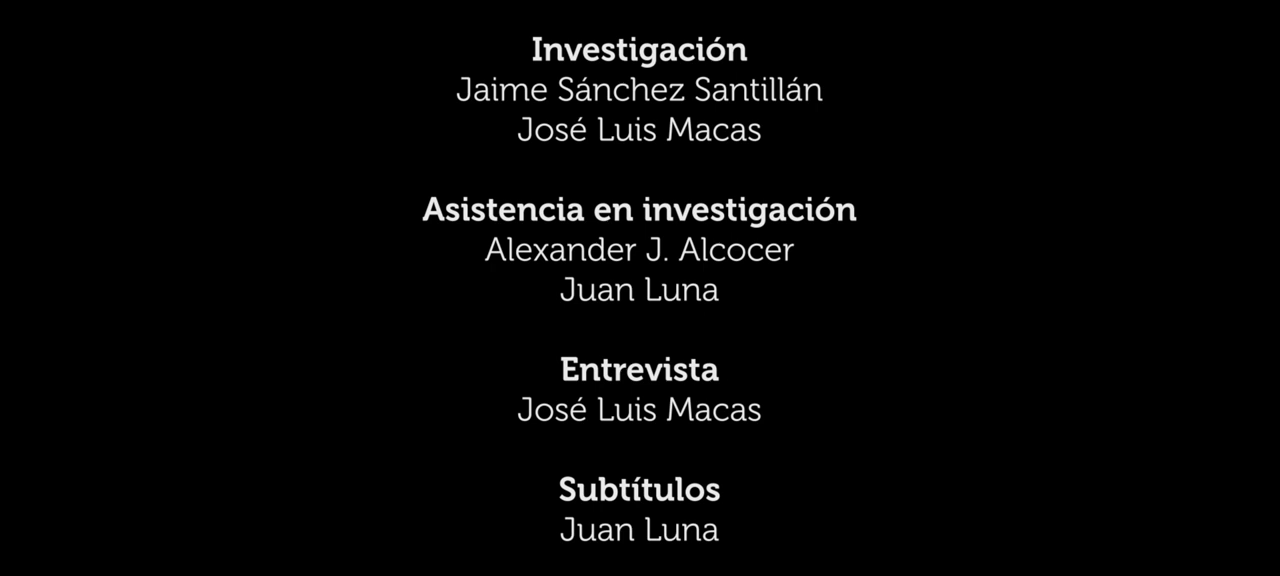 Investigación
Jaime Sánchez Santillán
José Luis Macas
Asistencia en investigación
Alexander J. Alcocer
Juan Luna
Entrevista
José Luis Macas
Subtítulos
Juan Luna